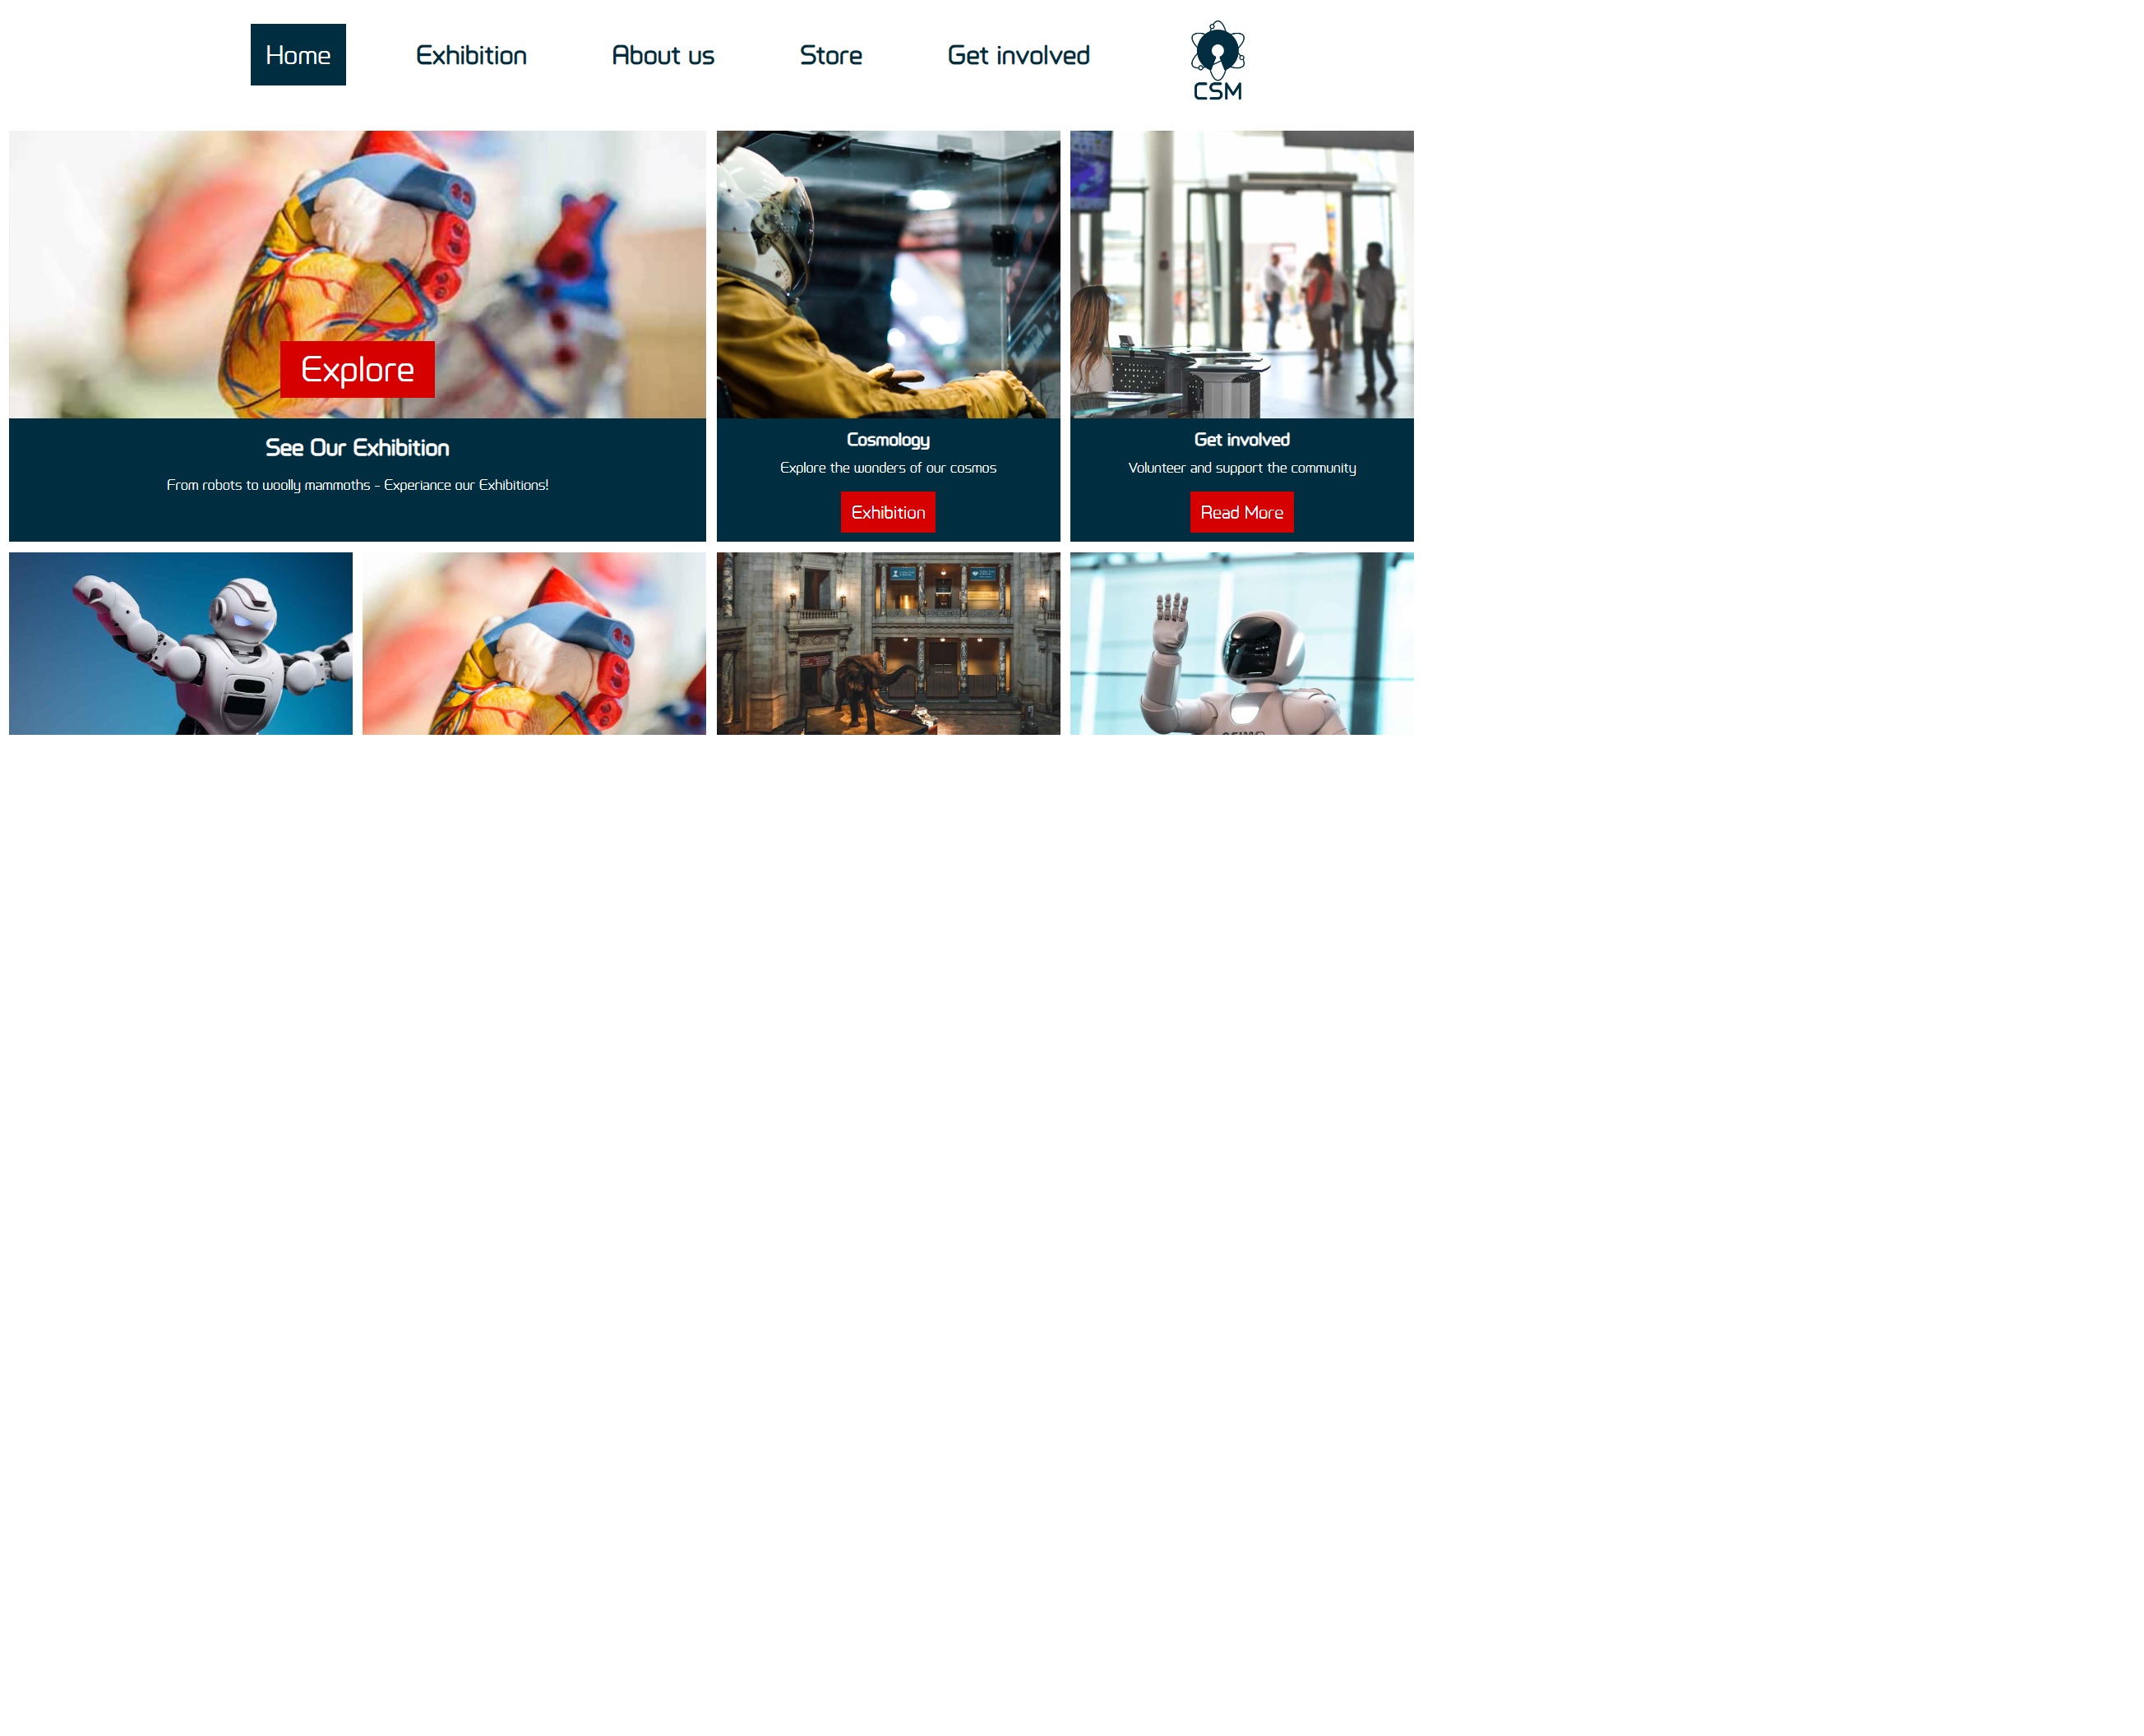 Home
Exhibition
About us
Store
Get involved
CSM
Explore
See Our Exhibition
From robots to woolly mammoths - Experiance our Exhibitions!
Cosmology
Explore the wonders of our cosmos
Exhibition
Get involved
Volunteer and support the community
Read More